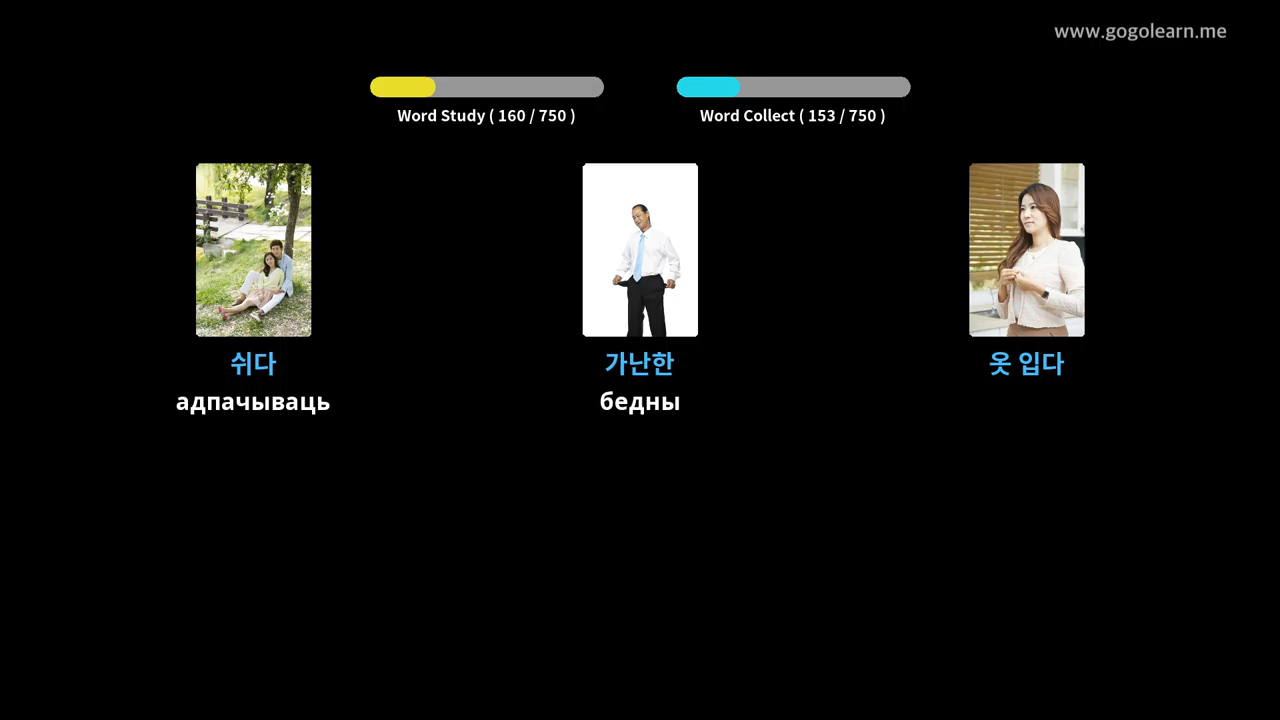 www.gogolearn.me
Word Study ( 160 / 750 )
Word Collect ( 153 / 750 )
쉬다
가난한
옷 입다
адпачываць
бедны